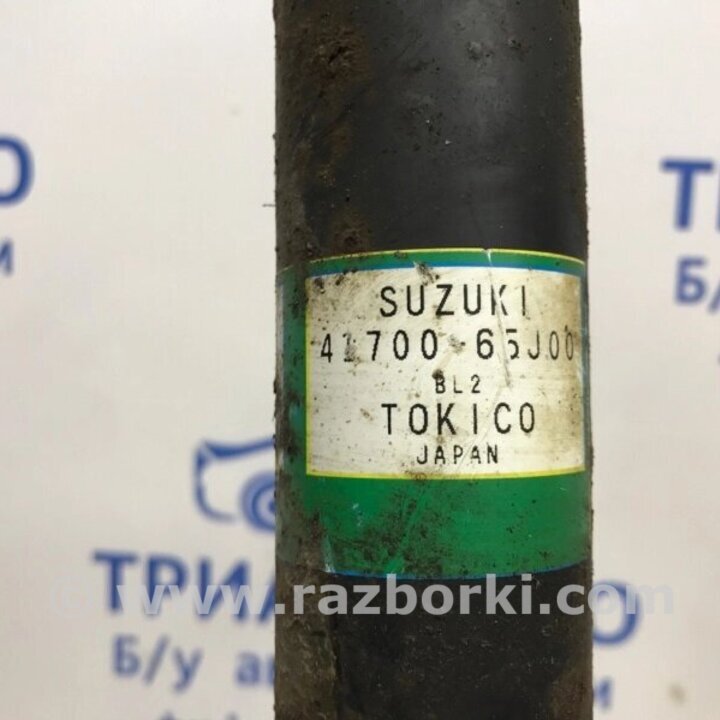 SUZUKI
41700-65J00
BL2
TOKICO
JAPAN
www.razborki.com
Б/у